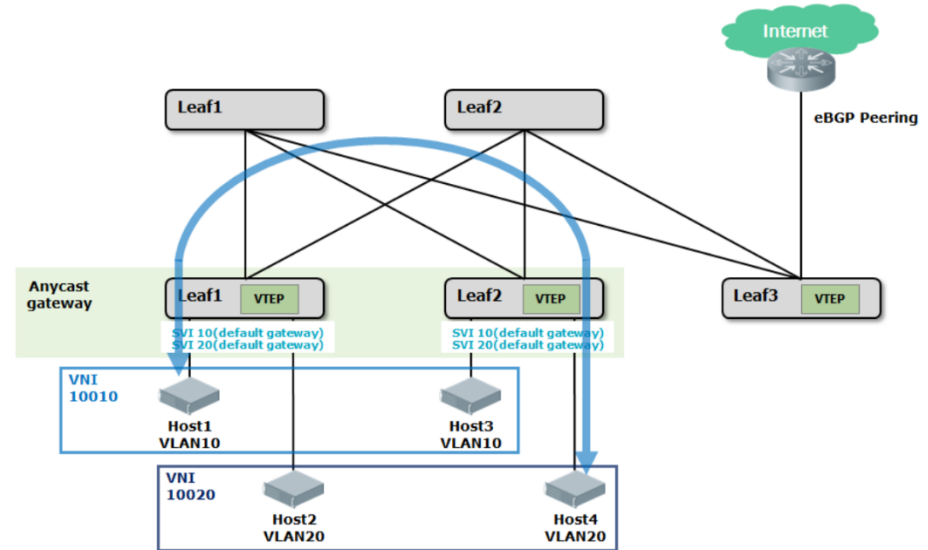 Internet
eBGP Peering
Leaf1
Leaf2
Anycast
gateway
Leaf1
VTEP
Leaf2
VTEP
Leaf3
VTEP
SVI 10(default gateway)
SVI 20(default gateway)
SVI 10(default gateway)
SVI 20(default gateway)
VNI
10010
Host1
VLAN10
Host3
VLAN10
VNI
10020
Host2
VLAN20
Host4
VLAN20